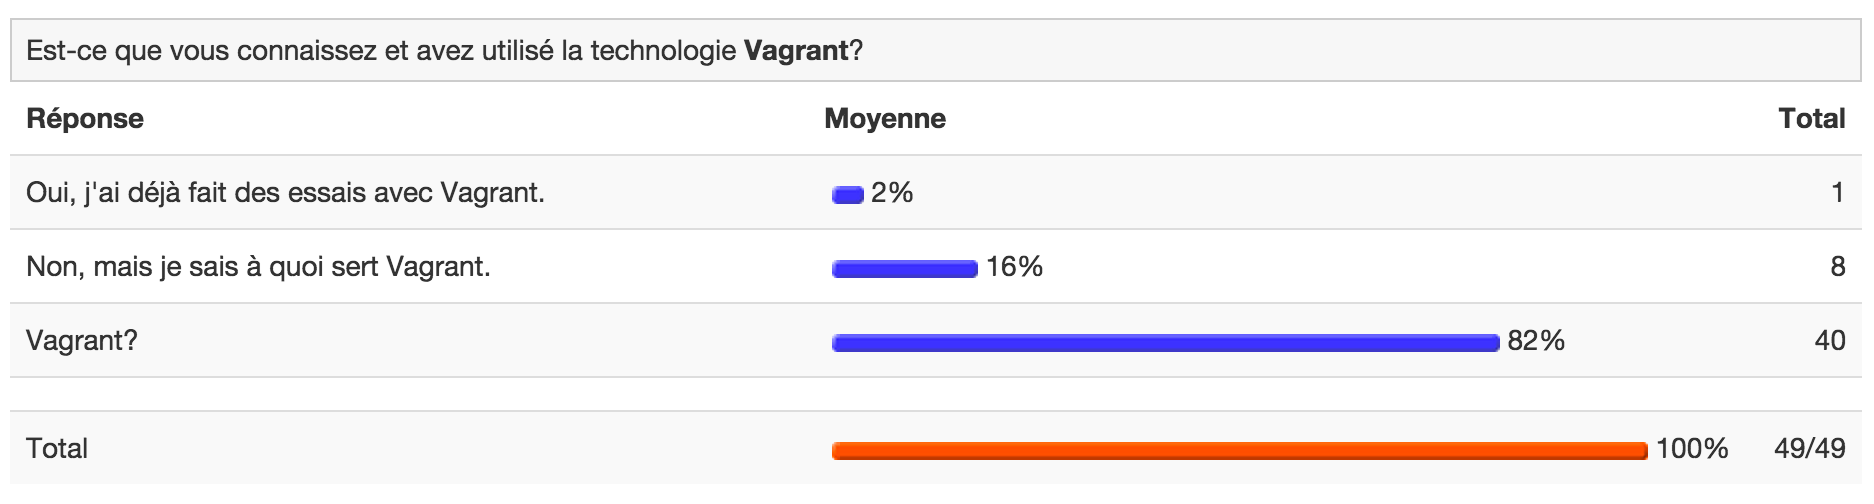 Est-ce que vous connaissez et avez utilisé la technologie Vagrant?
Réponse Moyenne Total
Oui, j'ai déjà fait des essais avec Vagrant. 2% 1
Non, mais je sais à quoi sert Vagrant. 16% 8
Vagrant? 82% 40
Total 100% 49/49